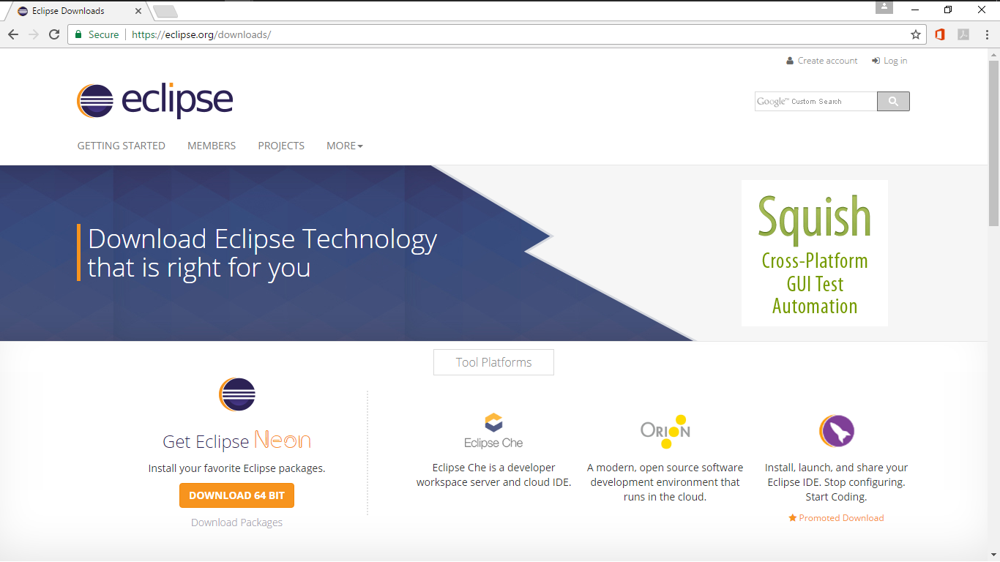 Eclipse Downloads
Secure https://eclipse.org/downloads/
Create account Log in
eclipse
Google™ Custom Search
GETTING STARTED MEMBERS PROJECTS MORE
Download Eclipse Technology
that is right for you
Squish
Cross-Platform
GUI Test
Automation
Tool Platforms
Get Eclipse Neon
Install your favorite Eclipse packages.
DOWNLOAD 64 BIT
Download Packages
Eclipse Che
Eclipse Che is a developer
workspace server and cloud IDE.
ORION
A modern, open source software
development environment that
runs in the cloud.
Install, launch, and share your
Eclipse IDE. Stop configuring.
Start Coding.
Promoted Download